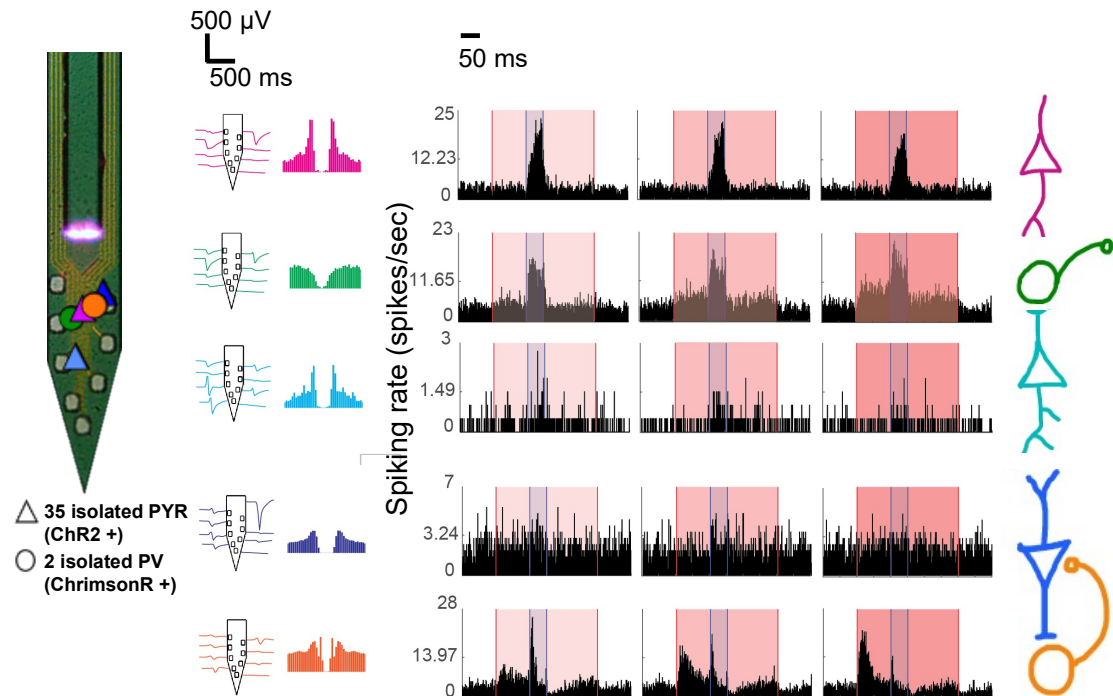 500 µV
500 ms
50 ms
Spiking rate (spikes/sec)
25
12.23
0
23
11.65
0
3
1.49
0
7
3.24
0
28
13.97
0
35 isolated PYR
(ChR2 +)
2 isolated PV
(ChrimsonR +)